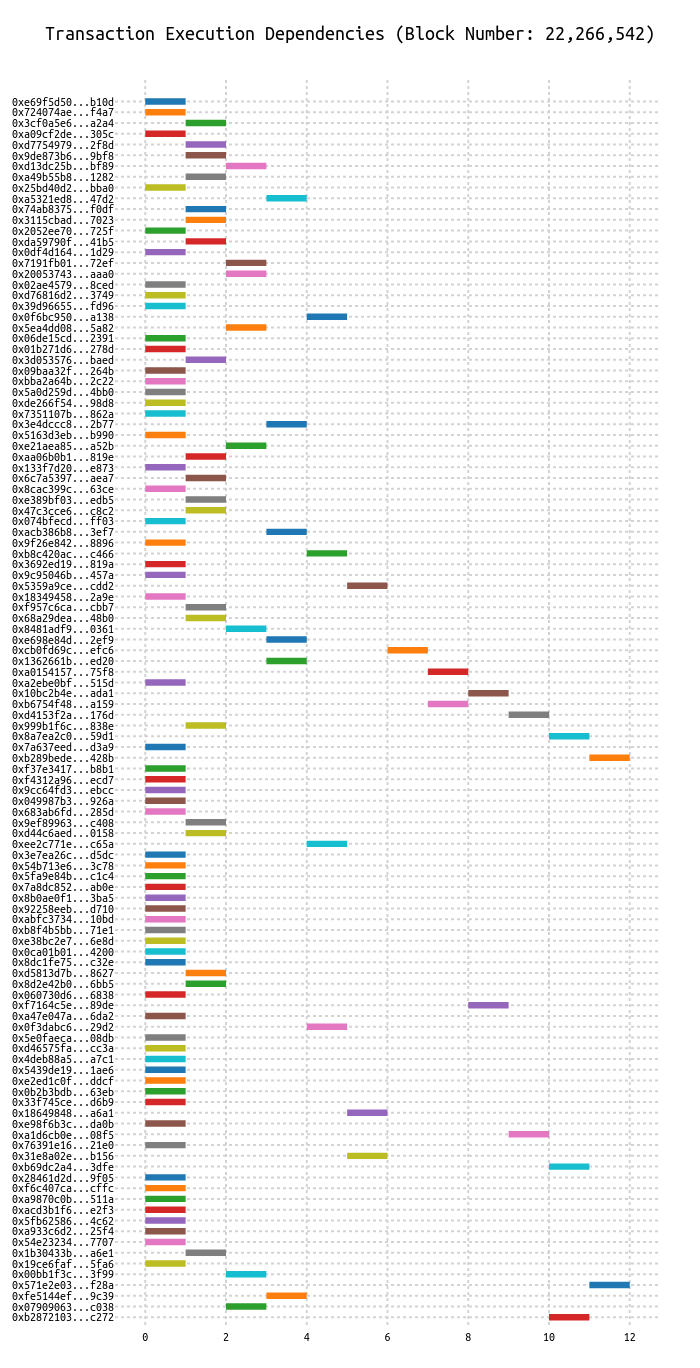 Transaction Execution Dependencies (Block Number: 22,266,542)
0xe69f5d50...b10d
0x724074ae...f4a7
0x3cf0a5e6...a2a4
0xa09cf2de...305c
0xd7754979...2f8d
0x9de873b6...9bf8
0xd13dc25b...bf89
0xa49b55b8...1282
0x25bd40d2...bba0
0xa5321ed8...47d2
0x74ab8375...f0df
0x3115cbad...7023
0x2052ee70...725f
0xda59790f...41b5
0x0df4d164...1d29
0x7191fb01...72ef
0x20053743...aaa0
0x02ae4579...8ced
0xd76816d2...3749
0x39d96655...fd96
0x0f6bc950...a138
0x5ea4dd08...5a82
0x06de15cd...2391
0x01b271d6...278d
0x3d053576...baed
0x09baa32f...264b
0xbba2a64b...2c22
0x5a0d259d...4bb0
0xde266f54...98d8
0x7351107b...862a
0x3e4dccc8...2b77
0x5163d3eb...b990
0xe21aea85...a52b
0xaa06b0b1...819e
0x133f7d20...e873
0x6c7a5397...aea7
0x8cac399c...63ce
0xe389bf03...edb5
0x47c3cce6...c8c2
0x074bfecd...ff03
0xacb386b8...3ef7
0x9f26e842...8896
0xb8c420ac...c466
0x3692ed19...819a
0x9c95046b...457a
0x5359a9ce...cdd2
0x18349458...2a9e
0xf957c6ca...cbb7
0x68a29dea...48b0
0x8481adf9...0361
0xe698e84d...2ef9
0xcb0fd69c...efc6
0x1362661b...ed20
0xa0154157...75f8
0xa2ebe0bf...515d
0x10bc2b4e...ada1
0xb6754f48...a159
0xd4153f2a...176d
0x999b1f6c...838e
0x8a7ea2c0...59d1
0x7a637eed...d3a9
0xb289bede...428b
0xf37e3417...b8b1
0xf4312a96...ecd7
0x9cc64fd3...ebcc
0x049987b3...926a
0x683ab6fd...285d
0x9ef89963...c408
0xd44c6aed...0158
0xee2c771e...c65a
0x3e7ea26c...d5dc
0x54b713e6...3c78
0x5fa9e84b...c1c4
0x7a8dc852...ab0e
0x8b0ae0f1...3ba5
0x92258eeb...d710
0xabfc3734...10bd
0xb8f4b5bb...71e1
0xe38bc2e7...6e8d
0x0ca01b01...4200
0x8dc1fe75...c32e
0xd5813d7b...8627
0x8d2e42b0...6bb5
0x060730d6...6838
0xf7164c5e...89de
0xa47e047a...6da2
0x0f3dabc6...29d2
0x5e0faeca...08db
0xd46575fa...cc3a
0x4deb88a5...a7c1
0x5439de19...1ae6
0xe2ed1c0f...ddcf
0x0b2b3bdb...63eb
0x33f745ce...d6b9
0x18649848...a6a1
0xe98f6b3c...da0b
0xa1d6cb0e...08f5
0x76391e16...21e0
0x31e8a02e...b156
0xb69dc2a4...3dfe
0x28461d2d...9f05
0xf6c407ca...cffc
0xa9870c0b...511a
0xacd3b1f6...e2f3
0x5fb62586...4c62
0xa933c6d2...25f4
0x54e23234...7707
0x1b30433b...a6e1
0x19ce6faf...5fa6
0x00bb1f3c...3f99
0x571e2e03...f28a
0xfe5144ef...9c39
0x07909063...c038
0xb2872103...c272
0 2 4 6 8 10 12